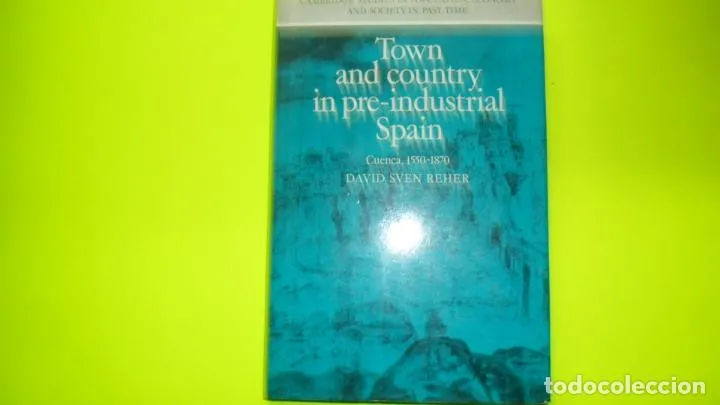 AND SOCIETY IN PAST TIME
Town
and country
in pre-industrial
Spain
Cuenca, 1550-1870
DAVID SVEN REHER
todocoleccion